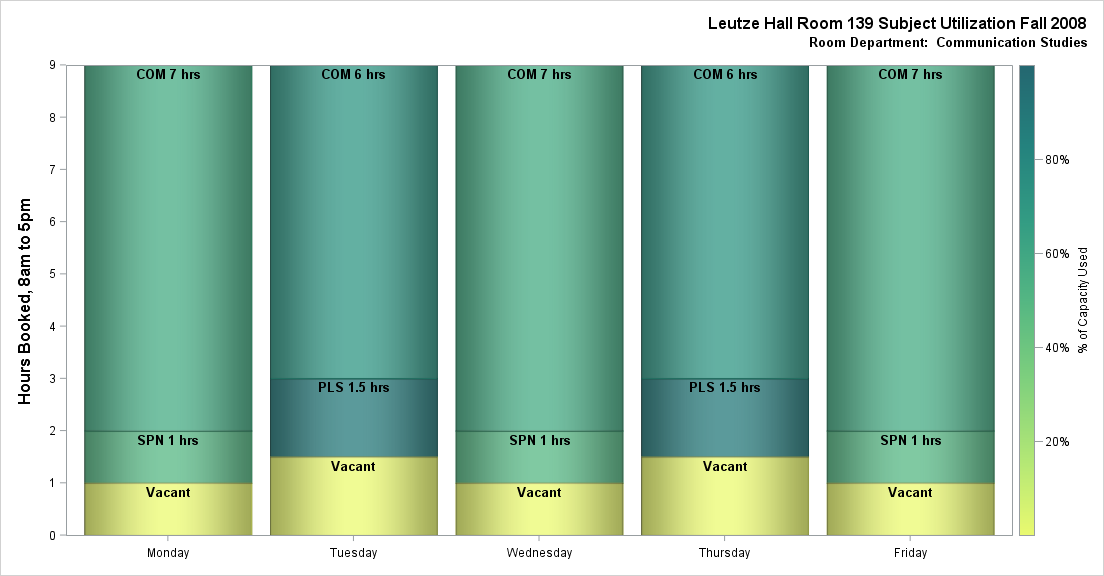 Leutze Hall Room 139 Subject Utilization Fall 2008
Room Department:  Communication Studies
Hours Booked, 8am to 5pm
9
8
7
6
5
4
3
2
1
0
COM 7 hrs
SPN 1 hrs
Vacant
COM 6 hrs
PLS 1.5 hrs
Vacant
COM 7 hrs
SPN 1 hrs
Vacant
COM 6 hrs
PLS 1.5 hrs
Vacant
COM 7 hrs
SPN 1 hrs
Vacant
Monday
Tuesday
Wednesday
Thursday
Friday
80%
60%
40%
20%
% of Capacity Used